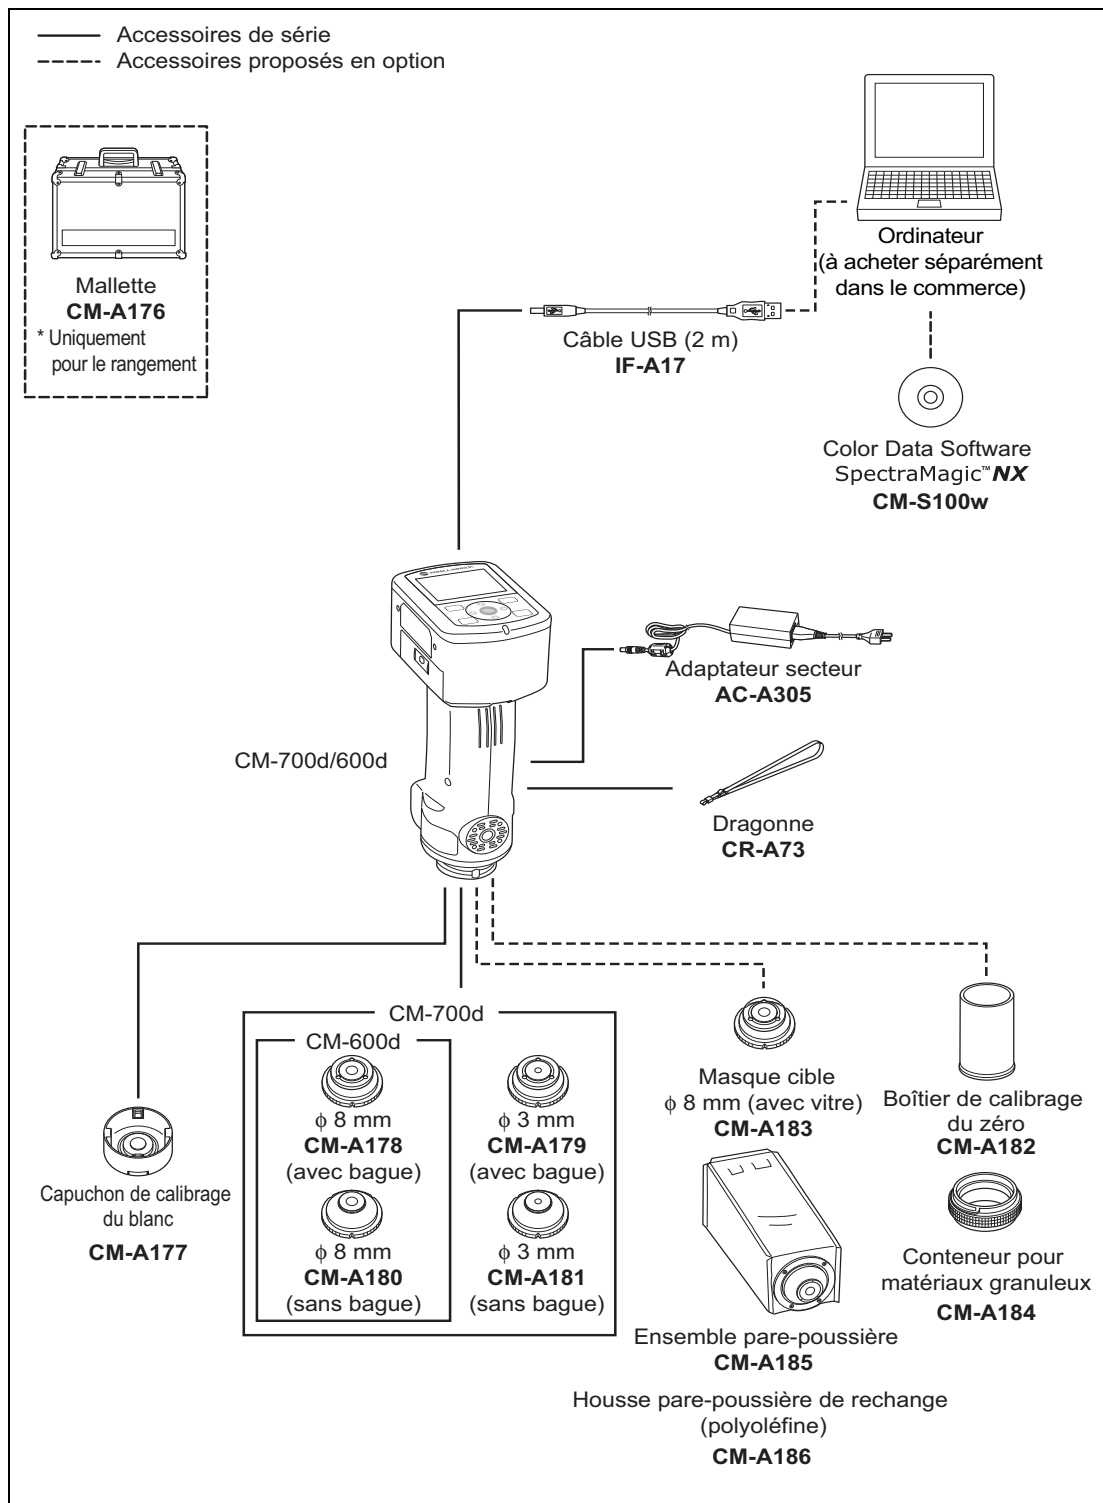 Accessoires de série
Accessoires proposés en option
Mallette
CM-A176
* Uniquement
pour le rangement
Ordinateur
(à acheter séparément
dans le commerce)
Câble USB (2 m)
IF-A17
Color Data Software
SpectraMagic™ NX
CM-S100w
Adaptateur secteur
AC-A305
CM-700d/600d
Dragonne
CR-A73
CM-700d
CM-600d
ϕ 8 mm
CM-A178
(avec bague)
ϕ 3 mm
CM-A179
(avec bague)
ϕ 8 mm
CM-A180
(sans bague)
ϕ 3 mm
CM-A181
(sans bague)
Capuchon de calibrage
du blanc
CM-A177
Masque cible
ϕ 8 mm (avec vitre)
CM-A183
Boîtier de calibrage
du zéro
CM-A182
Conteneur pour
matériaux granuleux
CM-A184
Ensemble pare-poussière
CM-A185
Housse pare-poussière de rechange
(polyoléfine)
CM-A186